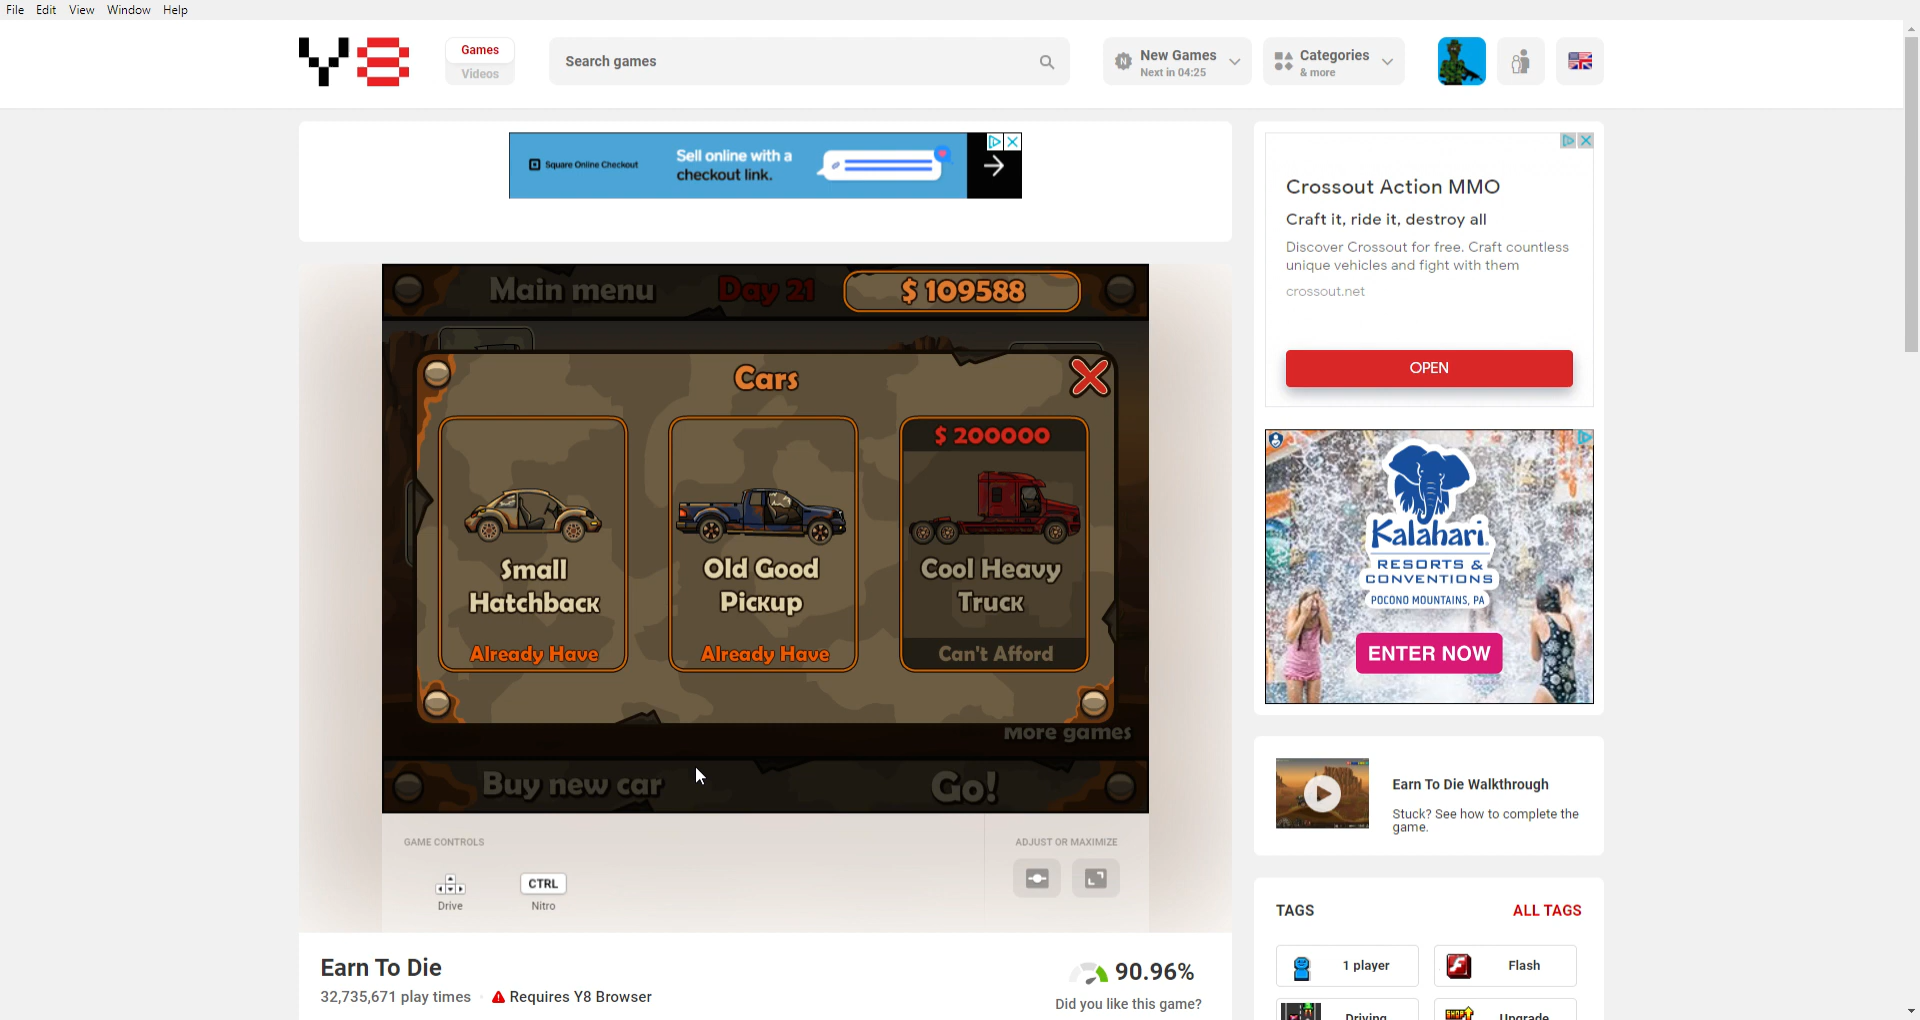 File Edit View Window Help
Y8
Games
Videos
Search games
New Games
Next in 04:25
Categories
& more
Square Online Checkout
Sell online with a
checkout link.
Main menu
Day 21
$ 109588
Cars
Small
Hatchback
Already Have
Old Good
Pickup
Already Have
$ 200000
Cool Heavy
Truck
Can't Afford
More games
Buy new car
Go!
GAME CONTROLS
Drive
CTRL
Nitro
ADJUST OR MAXIMIZE
Earn To Die
32,735,671 play times
Requires Y8 Browser
90.96%
Did you like this game?
Crossout Action MMO
Craft it, ride it, destroy all
Discover Crossout for free. Craft countless
unique vehicles and fight with them
crossout.net
OPEN
Kalahari.
RESORTS &
CONVENTIONS
POCONO MOUNTAINS, PA
ENTER NOW
Earn To Die Walkthrough
Stuck? See how to complete the
game.
TAGS
ALL TAGS
1 player
Flash
Driving
Upgrade